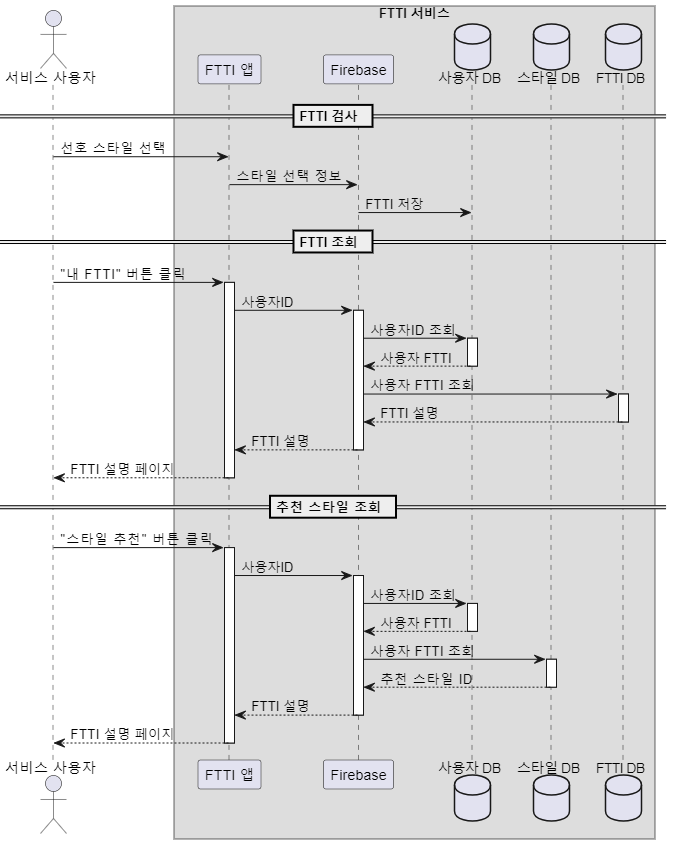 FTTI 서비스
서비스 사용자
FTTI 앱
Firebase
사용자 DB
스타일 DB
FTTI DB
FTTI 검사
선호 스타일 선택
스타일 선택 정보
FTTI 저장
FTTI 조회
"내 FTTI" 버튼 클릭
사용자ID
사용자ID 조회
사용자 FTTI
사용자 FTTI 조회
FTTI 설명
FTTI 설명
FTTI 설명 페이지
추천 스타일 조회
"스타일 추천" 버튼 클릭
사용자ID
사용자ID 조회
사용자 FTTI
사용자 FTTI 조회
추천 스타일 ID
FTTI 설명
FTTI 설명 페이지
서비스 사용자
FTTI 앱
Firebase
사용자 DB
스타일 DB
FTTI DB